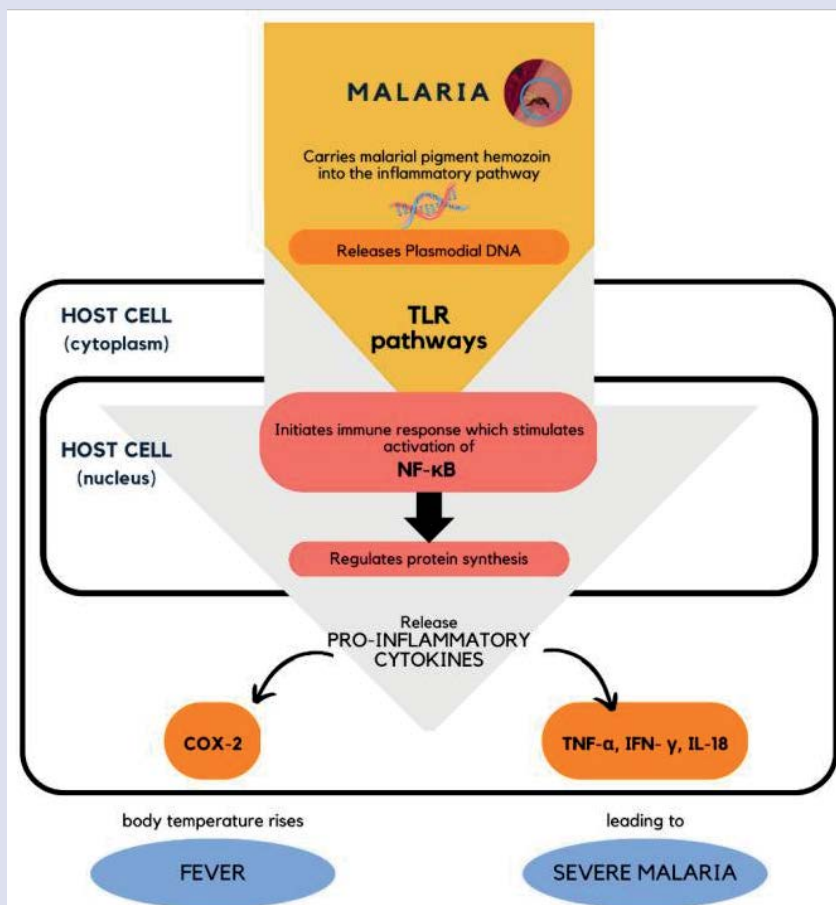 MALARIA
Carries malarial pigment hemozoin
into the inflammatory pathway
Releases Plasmodial DNA
HOST CELL
(cytoplasm)
TLR
pathways
HOST CELL
(nucleus)
Initiates immune response which stimulates
activation of
NF-κB
Regulates protein synthesis
Release
PRO-INFLAMMATORY
CYTOKINES
COX-2
TNF-α, IFN- γ, IL-18
body temperature rises
leading to
FEVER
SEVERE MALARIA